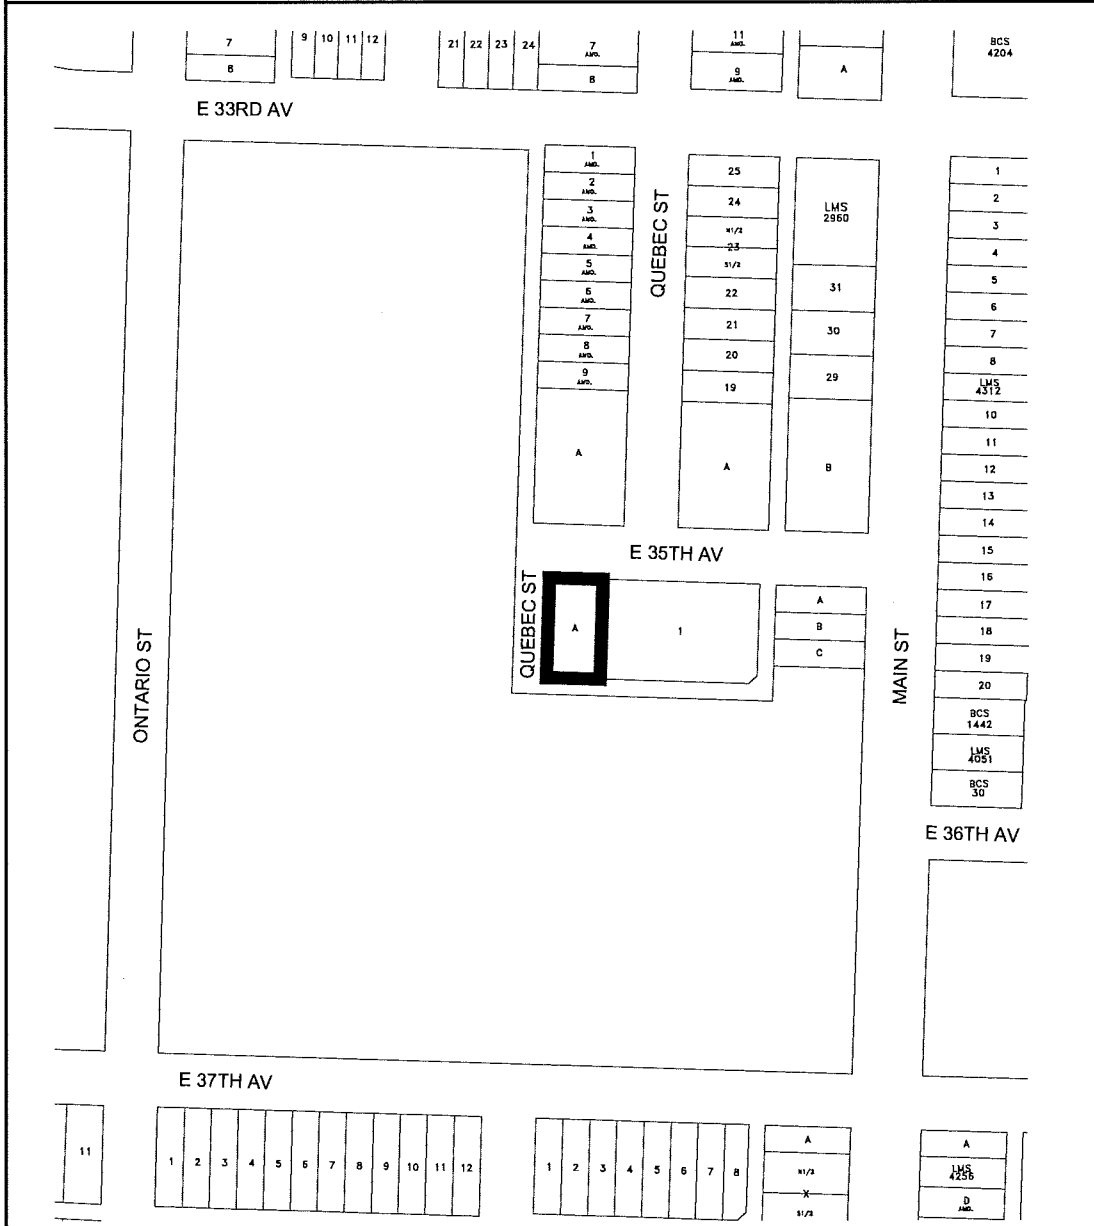 7
9 10 11 12
21 22 23 24
7
AMD.
11
AMD.
BCS
4204
8
8
9
AMD.
A
E 33RD AV
1
AMD.
2
AMD.
3
AMD.
4
AMD.
5
AMD.
6
AMD.
7
AMD.
8
AMD.
9
AMD.
A
QUEBEC ST
25
24
N1/2
23
S1/2
22
21
20
19
A
LMS
2960
31
30
29
B
1
2
3
4
5
6
7
8
LMS
4312
10
11
12
13
14
15
16
17
18
19
20
BCS
1442
LMS
4051
BCS
30
E 35TH AV
QUEBEC ST
A
1
A
B
C
ONTARIO ST
MAIN ST
E 36TH AV
E 37TH AV
11
1 2 3 4 5 6 7 8 9 10 11 12
1 2 3 4 5 6 7 8
A
N1/2
X
S1/2
A
LMS
4256
D
AMD.